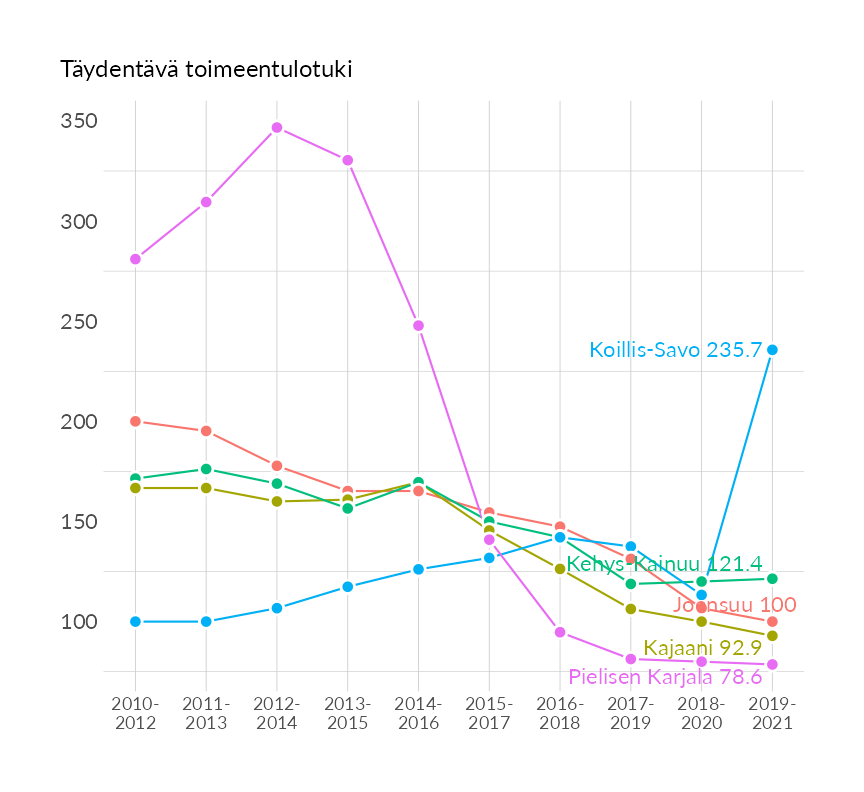 Täydentävä toimeentulotuki
350
300
250
Koillis-Savo 235.7
200
150
Kehys-Kainuu 121.4
Joensuu 100
100
Kajaani 92.9
Pielisen Karjala 78.6
2010- 2011- 2012- 2013- 2014- 2015- 2016- 2017- 2018- 2019-
2012 2013 2014 2015 2016 2017 2018 2019 2020 2021